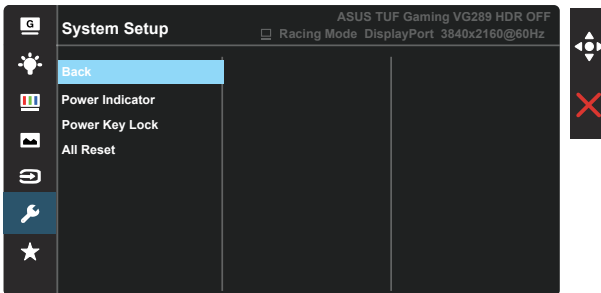 G
System Setup
ASUS TUF Gaming VG289 HDR OFF
Racing Mode DisplayPort 3840x2160@60Hz
Back
Power Indicator
Power Key Lock
All Reset